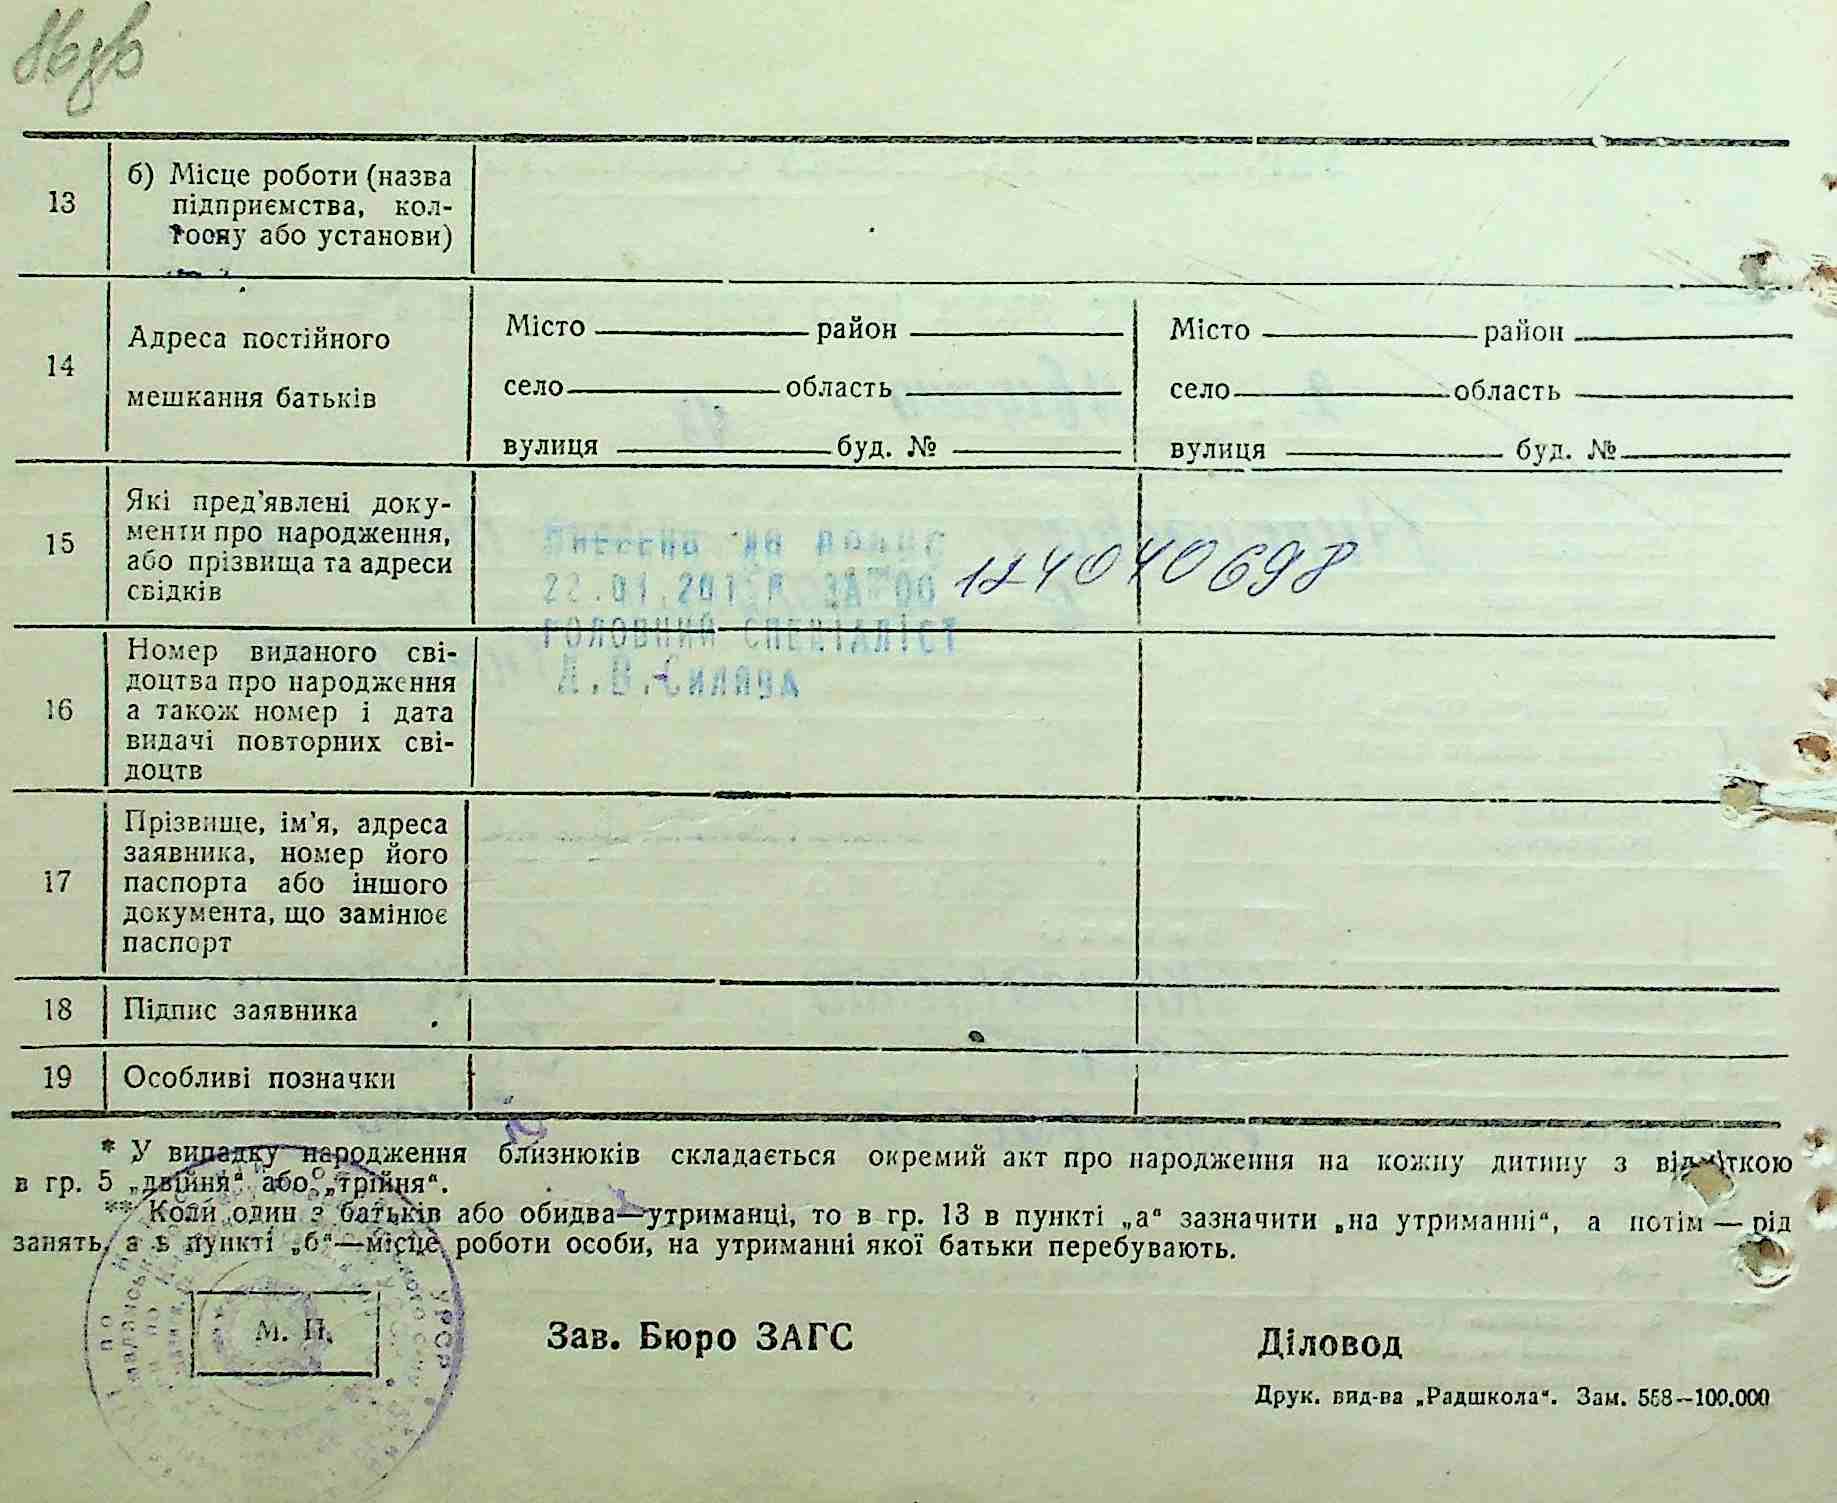 13
б) Місце роботи (назва
підприємства, кол-
госпу або установи)
14
Адреса постійного
мешкання батьків
Місто район
село область
вулиця буд. №
Місто район
село область
вулиця буд. №
15
Які пред'явлені доку-
менти про народження,
або прізвища та адреси
свідків
22.01.201
ГОЛОВНИЙ СПЕЦІАЛІСТ
124040698
16
Номер виданого сві-
доцтва про народження
а також номер і дата
видачі повторних сві-
доцтв
17
Прізвище, ім'я, адреса
заявника, номер його
паспорта або іншого
документа, що замінює
паспорт
18
Підпис заявника
19
Особливі позначки
* У випадку народження близнюків складається окремий акт про народження на кожну дитину з відміткою
в гр. 5 „двійня“ або „трійня“.
** Коли один з батьків або обидва—утриманці, то в гр. 13 в пункті „а“ зазначити „на утриманні“, а потім — рід
занять, а в пункті „б“—місце роботи особи, на утриманні якої батьки перебувають.
М. П.
Зав. Бюро ЗАГС
Діловод
Друк. вид-ва „Радшкола“. Зам. 558—100.000
УРСР